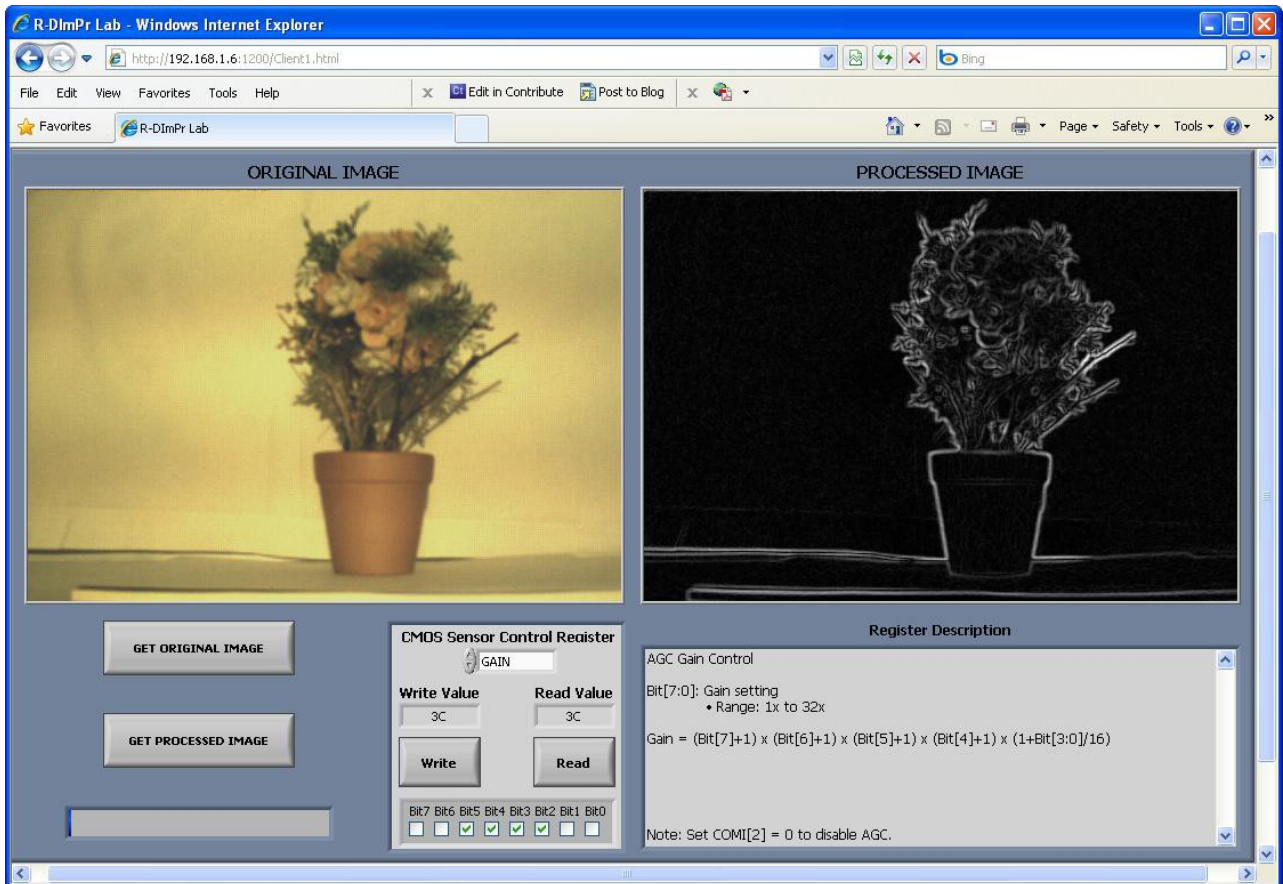 R-DImPr Lab - Windows Internet Explorer
http://192.168.1.6:1200/Client1.html
Bing
File Edit View Favorites Tools Help
x Edit in Contribute Post to Blog x
Favorites R-DImPr Lab
Page Safety Tools
ORIGINAL IMAGE
PROCESSED IMAGE
GET ORIGINAL IMAGE
GET PROCESSED IMAGE
CMOS Sensor Control Register
GAIN
Write Value Read Value
3C 3C
Write Read
Bit7 Bit6 Bit5 Bit4 Bit3 Bit2 Bit1 Bit0
Register Description
AGC Gain Control
Bit[7:0]: Gain setting
• Range: 1x to 32x
Gain = (Bit[7]+1) x (Bit[6]+1) x (Bit[5]+1) x (Bit[4]+1) x (1+Bit[3:0]/16)
Note: Set COMI[2] = 0 to disable AGC.